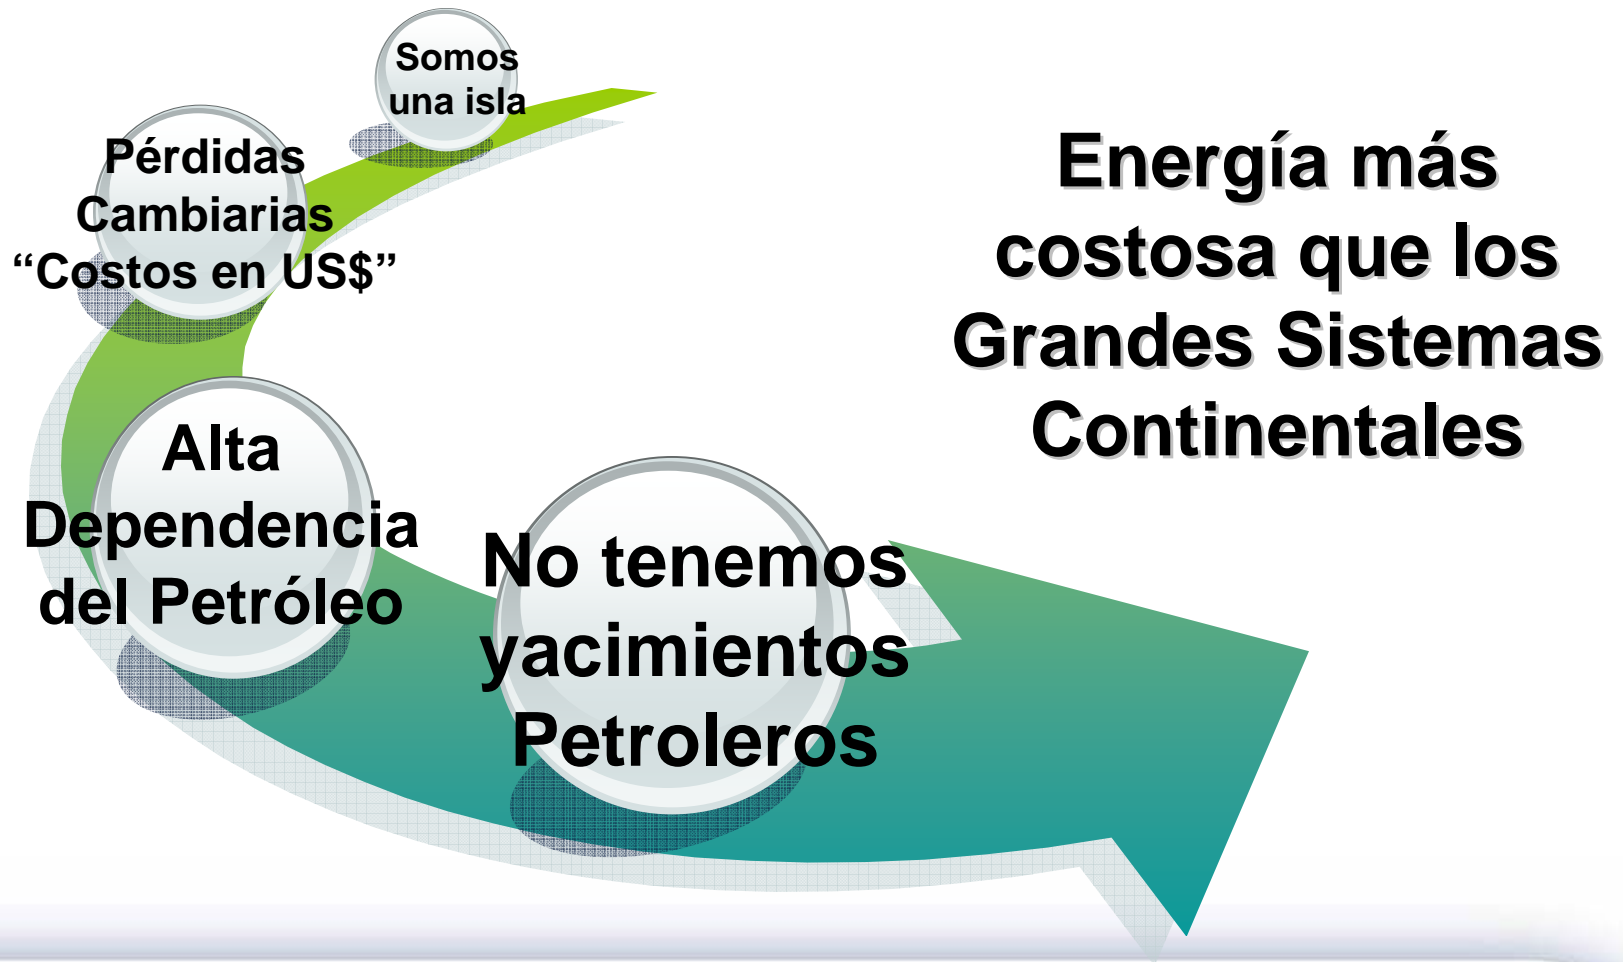 Somos
una isla
Pérdidas
Cambiarias
“Costos en US$”
Alta
Dependencia
del Petróleo
No tenemos
yacimientos
Petroleros
Energía más
costosa que los
Grandes Sistemas
Continentales